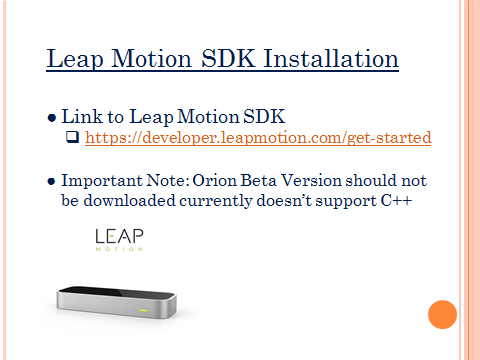 Leap Motion SDK Installation
● Link to Leap Motion SDK
❑ https://developer.leapmotion.com/get-started
● Important Note: Orion Beta Version should not
be downloaded currently doesn't support C++
LEAP
MOTION